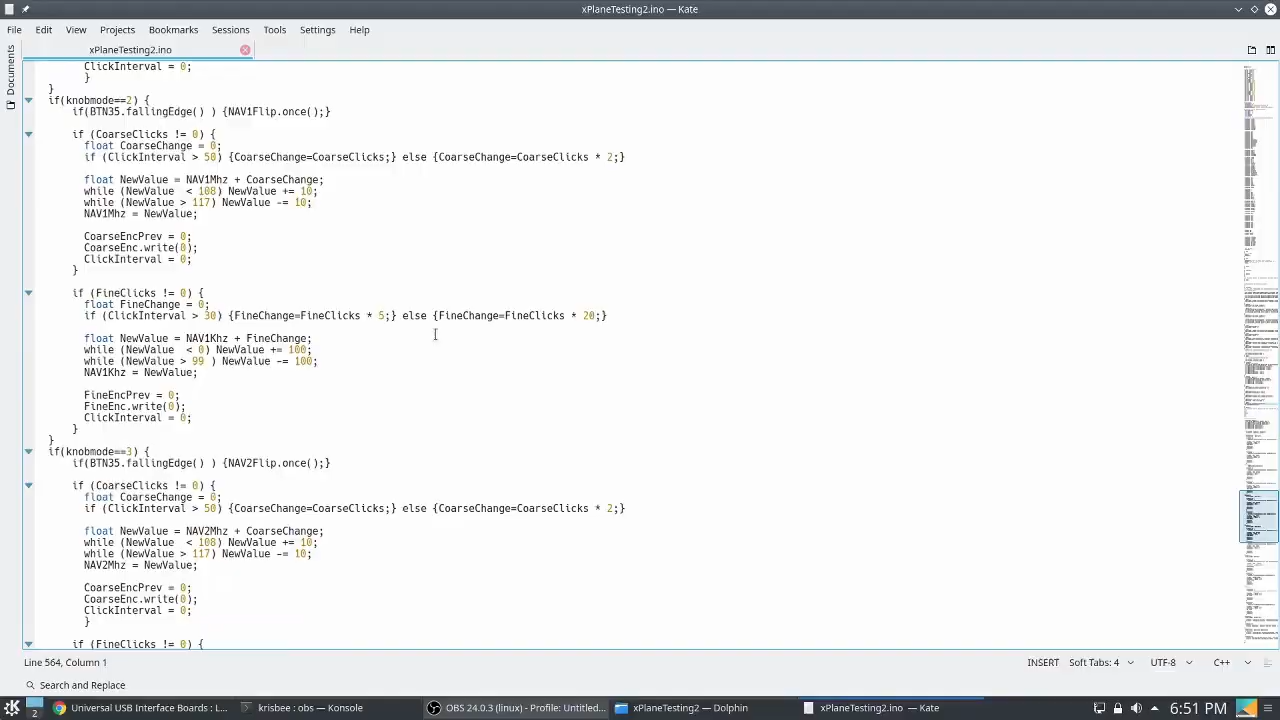 xPlaneTesting2.ino — Kate
File Edit View Projects Bookmarks Sessions Tools Settings Help
xPlaneTesting2.ino
Documents
ClickInterval = 0;
}
}
if(knobmode==2) {
if(BTN35.fallingEdge() ) {NAV1Flip.once();}
if (CoarseClicks != 0) {
float CoarseChange = 0;
if (ClickInterval > 50) {CoarseChange=CoarseClicks;} else {CoarseChange=CoarseClicks * 2;}
float NewValue = NAV1Mhz + CoarseChange;
while (NewValue  < 108) NewValue += 10;
while (NewValue > 117) NewValue -= 10;
NAV1Mhz = NewValue;
CoarseEncPrev = 0;
CoarseEnc.write(0);
ClickInterval = 0;
}
if (FineClicks != 0) {
float FineChange = 0;
if (ClickInterval > 30) {FineChange=FineClicks * 5;} else {FineChange=FineClicks * 20;}
float NewValue = NAV1Khz + FineChange;
while (NewValue  < 0) NewValue += 100;
while (NewValue > 99 ) NewValue -= 100;
NAV1Khz = NewValue;
FineEncPrev = 0;
FineEnc.write(0);
ClickInterval = 0;
}
}
if(knobmode==3) {
if(BTN35.fallingEdge() ) {NAV2Flip.once();}
if (CoarseClicks != 0) {
float CoarseChange = 0;
if (ClickInterval > 50) {CoarseChange=CoarseClicks;} else {CoarseChange=CoarseClicks * 2;}
float NewValue = NAV2Mhz + CoarseChange;
while (NewValue  < 108) NewValue += 10;
while (NewValue > 117) NewValue -= 10;
NAV2Mhz = NewValue;
CoarseEncPrev = 0;
CoarseEnc.write(0);
ClickInterval = 0;
}
if (FineClicks != 0) {
Line 564, Column 1 INSERT Soft Tabs: 4 UTF-8 C++
Search and Replace
Universal USB Interface Boards : L... krisbee : obs — Konsole OBS 24.0.3 (linux) - Profile: Untitled... xPlaneTesting2 — Dolphin xPlaneTesting2.ino — Kate 6:51 PM